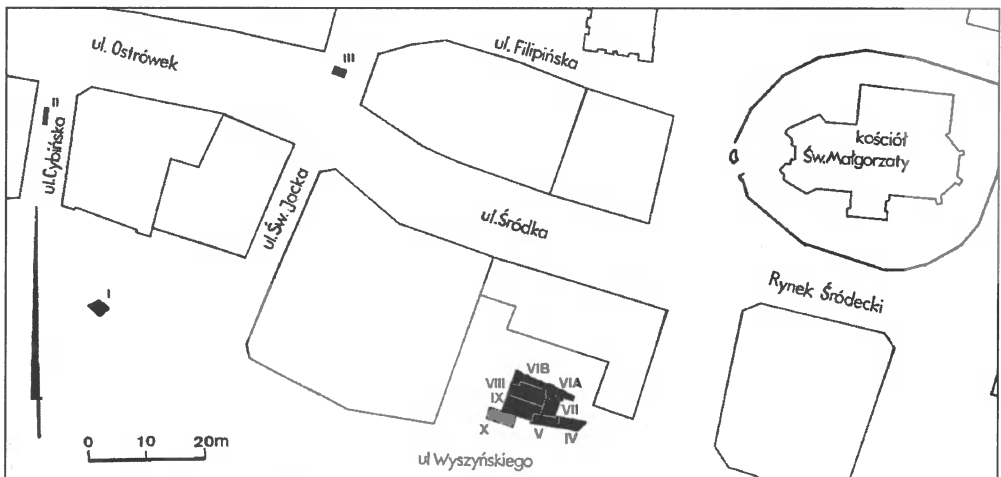 ul. Ostrówek
III
ul. Filipińska
II
ul.Cybińska
kościół
Św.Małgorzaty
ul.Św. Jacka
ul.Śródka
I
Rynek Śródecki
VIB
VIII
VIA
IX
VII
X
V
IV
0 10 20m
ul Wyszyńskiego